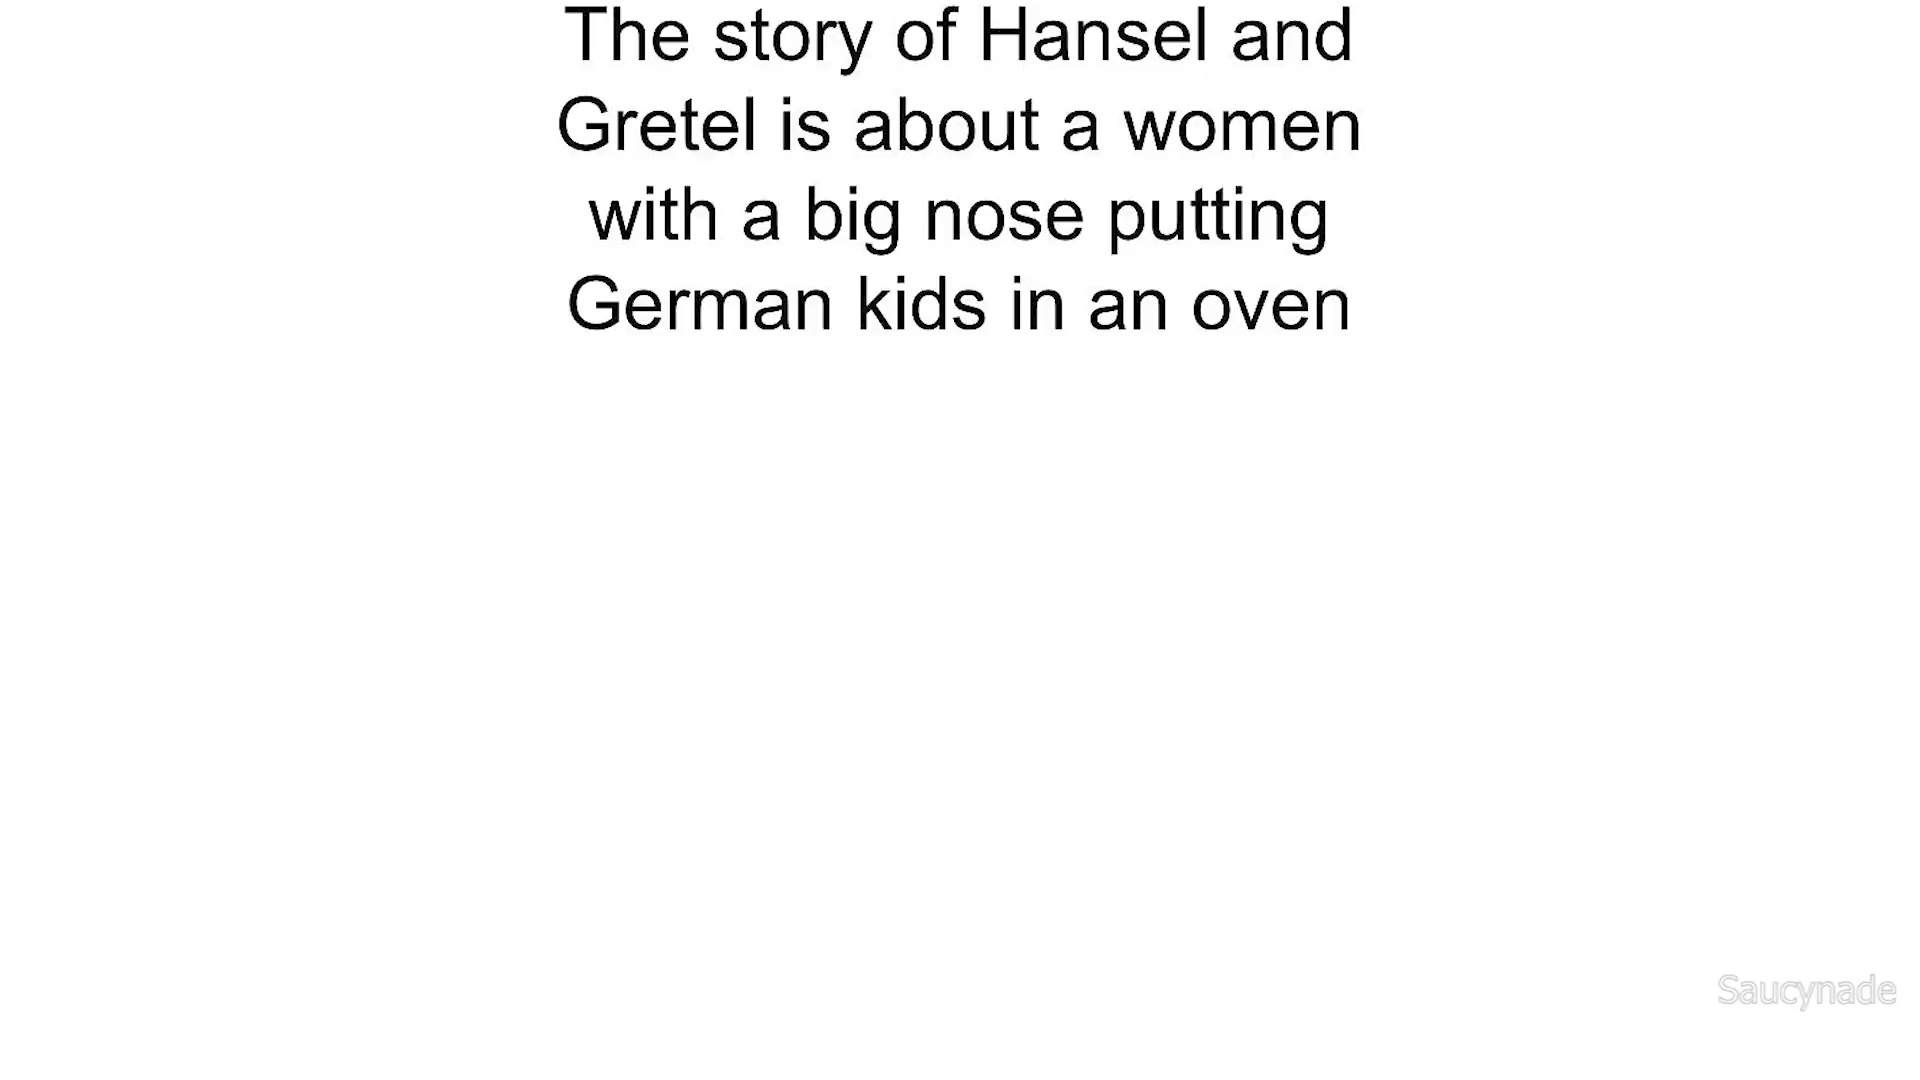 The story of Hansel and
Gretel is about a women
with a big nose putting
German kids in an oven
Saucynade